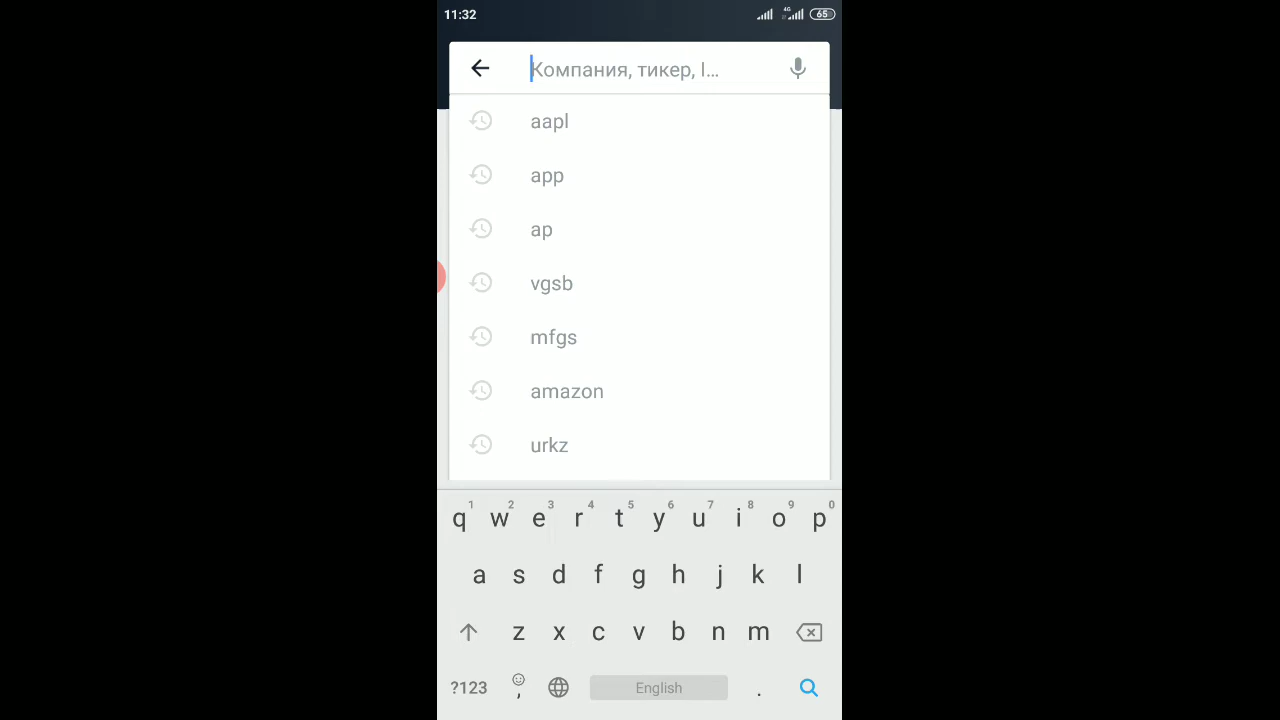 11:32
4G
65
Компания, тикер, I…
aapl
app
ap
vgsb
mfgs
amazon
urkz
1 2 3 4 5 6 7 8 9 0
q w e r t y u i o p
a s d f g h j k l
z x c v b n m
?123 , English .